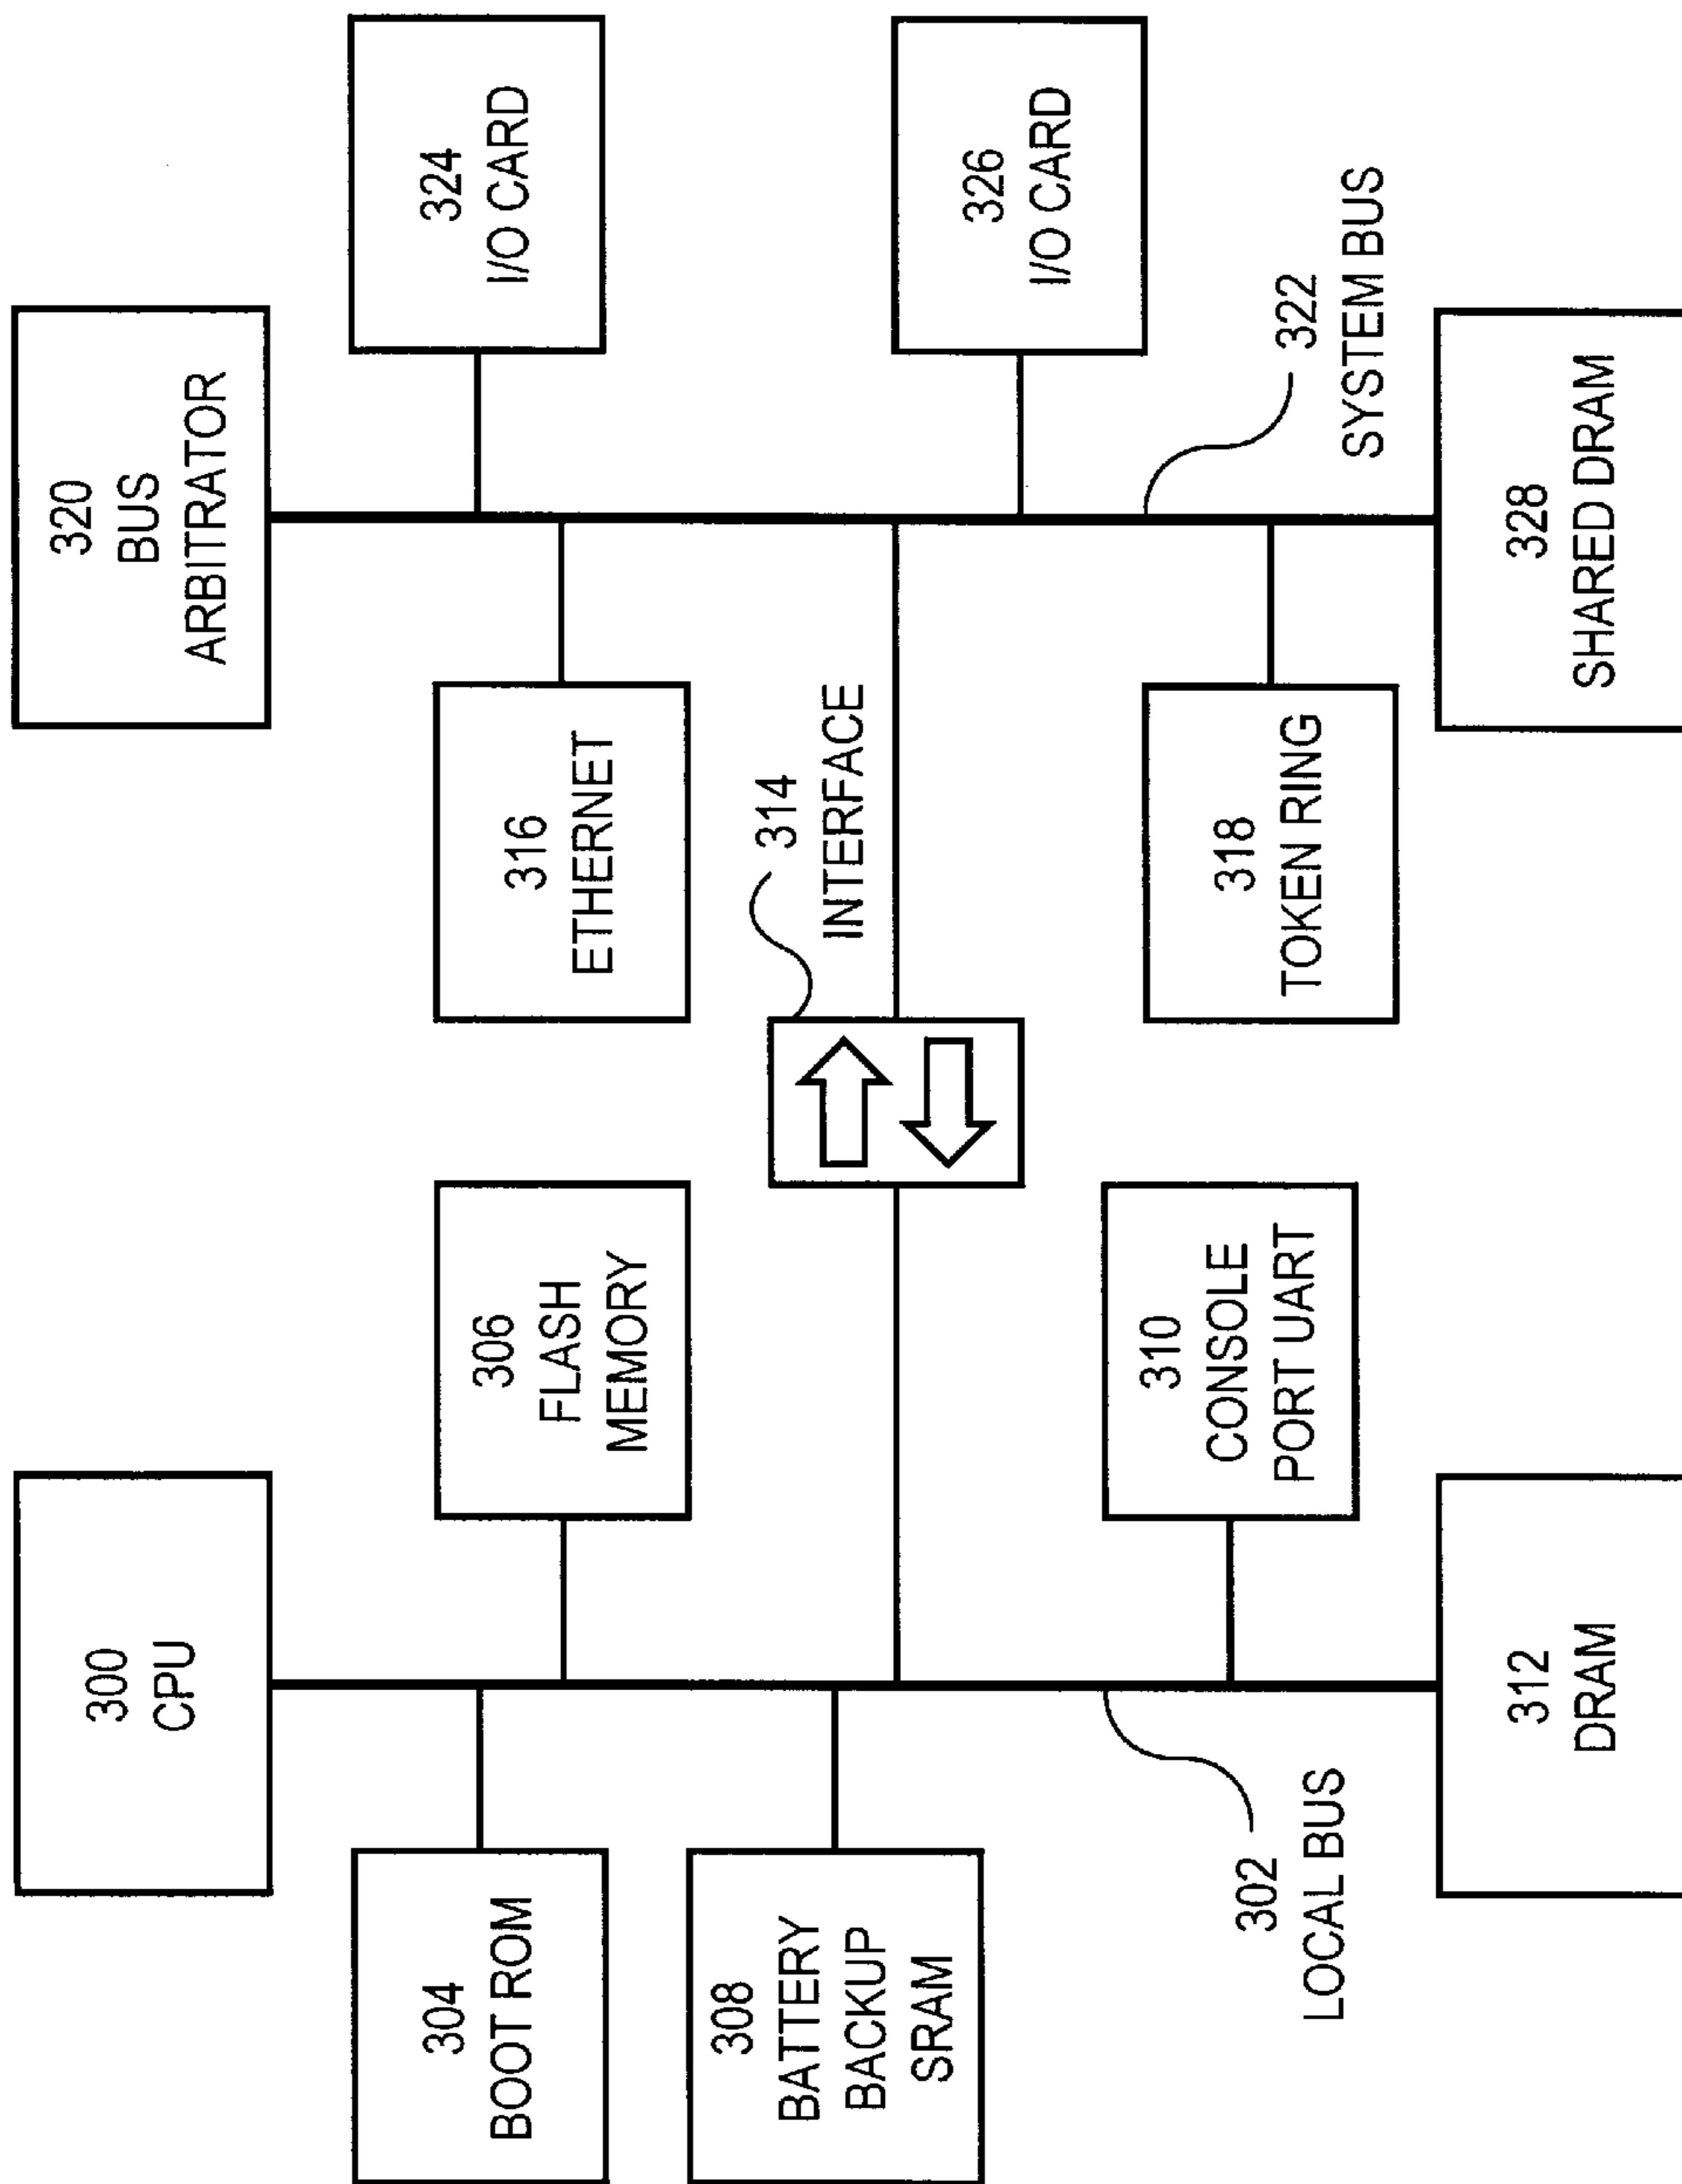 300
CPU
320
BUS
ARBITRATOR
304
BOOT ROM
324
I/O CARD
306
FLASH
MEMORY
316
ETHERNET
308
BATTERY
BACKUP
SRAM
314
INTERFACE
326
I/O CARD
310
CONSOLE
PORT UART
318
TOKEN RING
302
LOCAL BUS
322
SYSTEM BUS
312
DRAM
328
SHARED DRAM